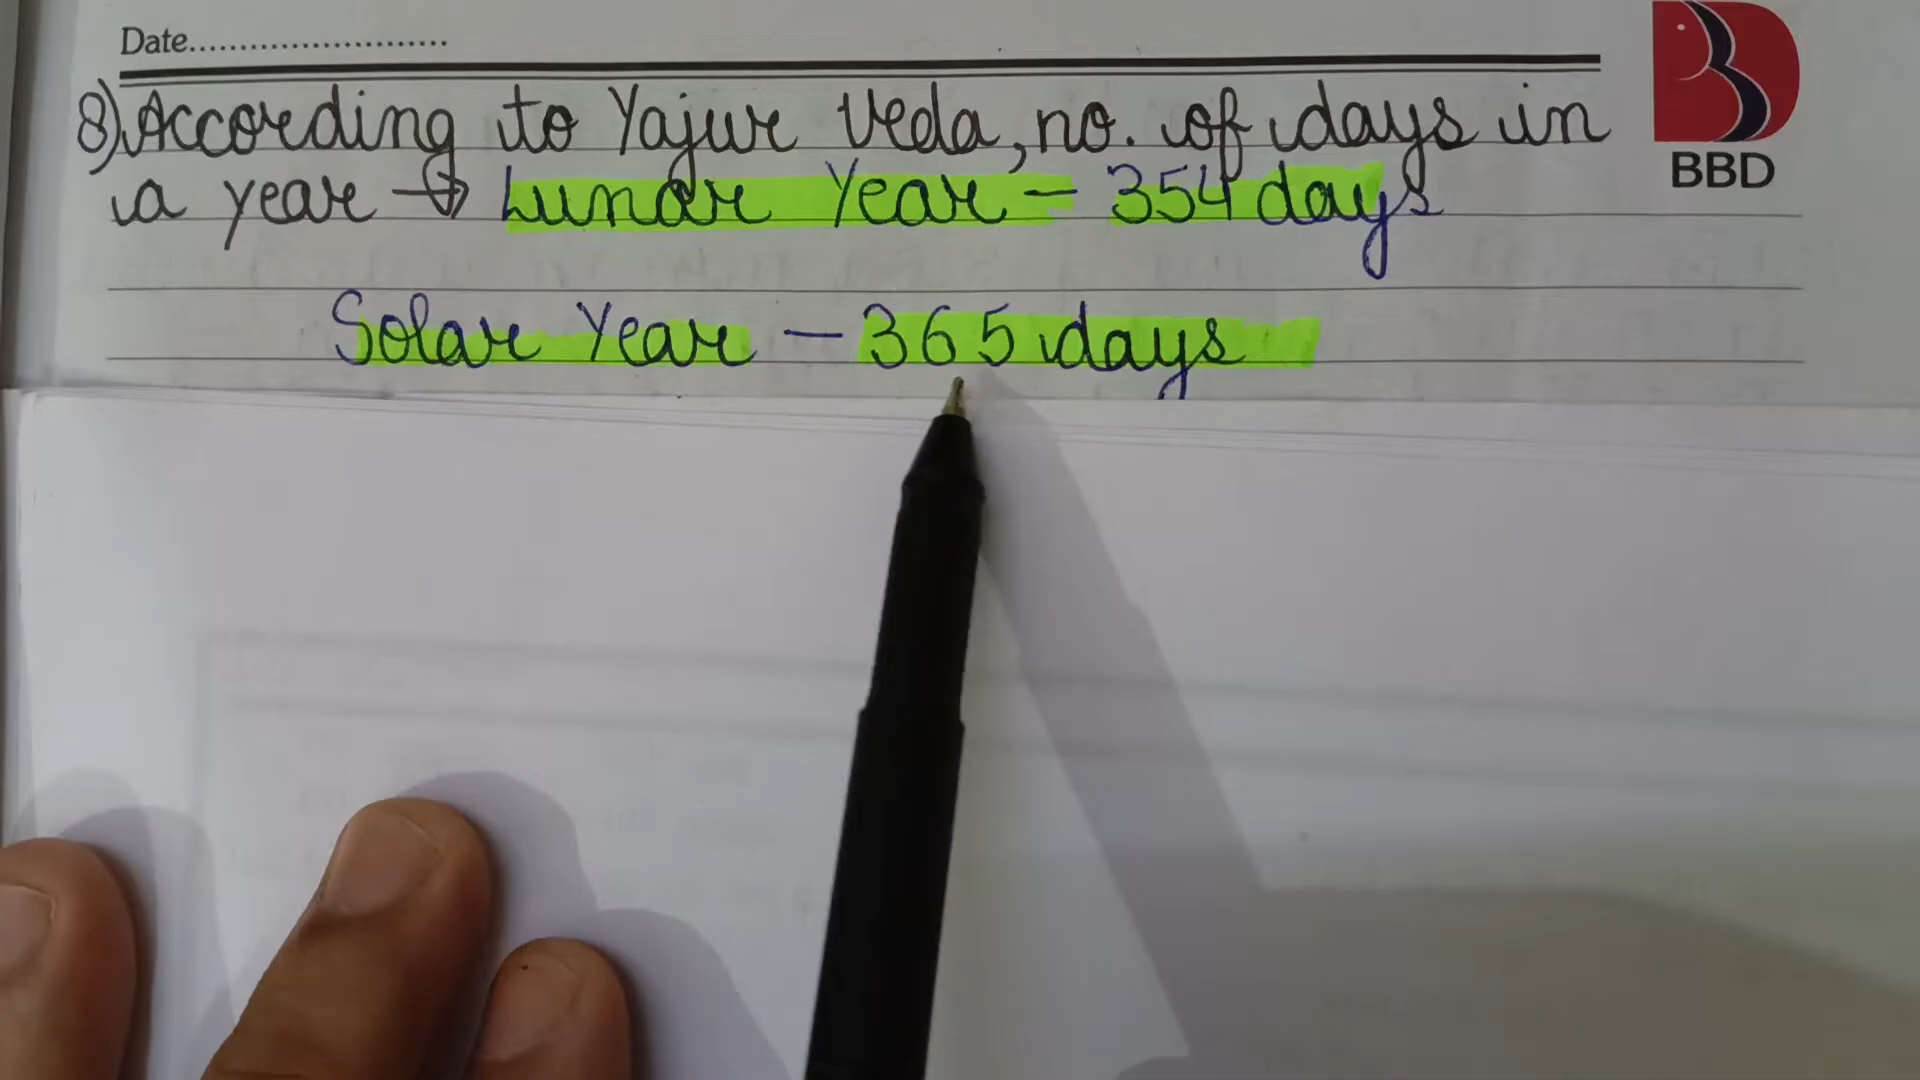 Date..........................
BBD
8) According to Yajur Veda, no. of days in
a year → Lunar Year - 354 days
Solar Year - 365 days